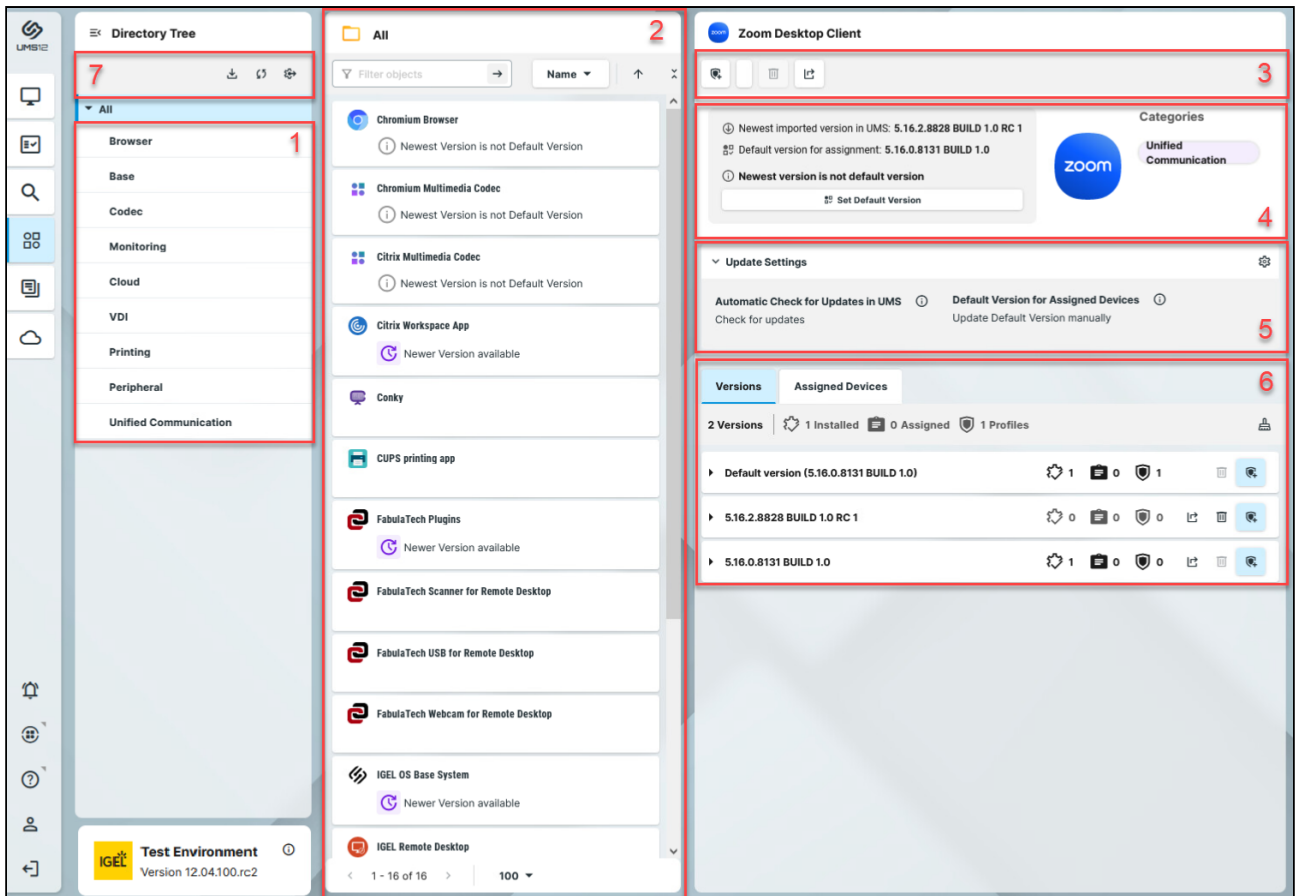 UMS12
Directory Tree
7
All
1
Browser
Base
Codec
Monitoring
Cloud
VDI
Printing
Peripheral
Unified Communication
IGEL
Test Environment
Version 12.04.100.rc2
All
2
Filter objects
Name
Chromium Browser
Newest Version is not Default Version
Chromium Multimedia Codec
Newest Version is not Default Version
Citrix Multimedia Codec
Newest Version is not Default Version
Citrix Workspace App
Newer Version available
Conky
CUPS printing app
FabulaTech Plugins
Newer Version available
FabulaTech Scanner for Remote Desktop
FabulaTech USB for Remote Desktop
FabulaTech Webcam for Remote Desktop
IGEL OS Base System
Newer Version available
IGEL Remote Desktop
1 - 16 of 16 100
zoom Zoom Desktop Client
3
Newest imported version in UMS: 5.16.2.8828 BUILD 1.0 RC 1
Default version for assignment: 5.16.0.8131 BUILD 1.0
Newest version is not default version
Set Default Version
zoom
Categories
Unified
Communication
4
Update Settings
Automatic Check for Updates in UMS
Check for updates
Default Version for Assigned Devices
Update Default Version manually
5
Versions Assigned Devices
6
2 Versions 1 Installed 0 Assigned 1 Profiles
Default version (5.16.0.8131 BUILD 1.0) 1 0 1
5.16.2.8828 BUILD 1.0 RC 1 0 0 0
5.16.0.8131 BUILD 1.0 1 0 0